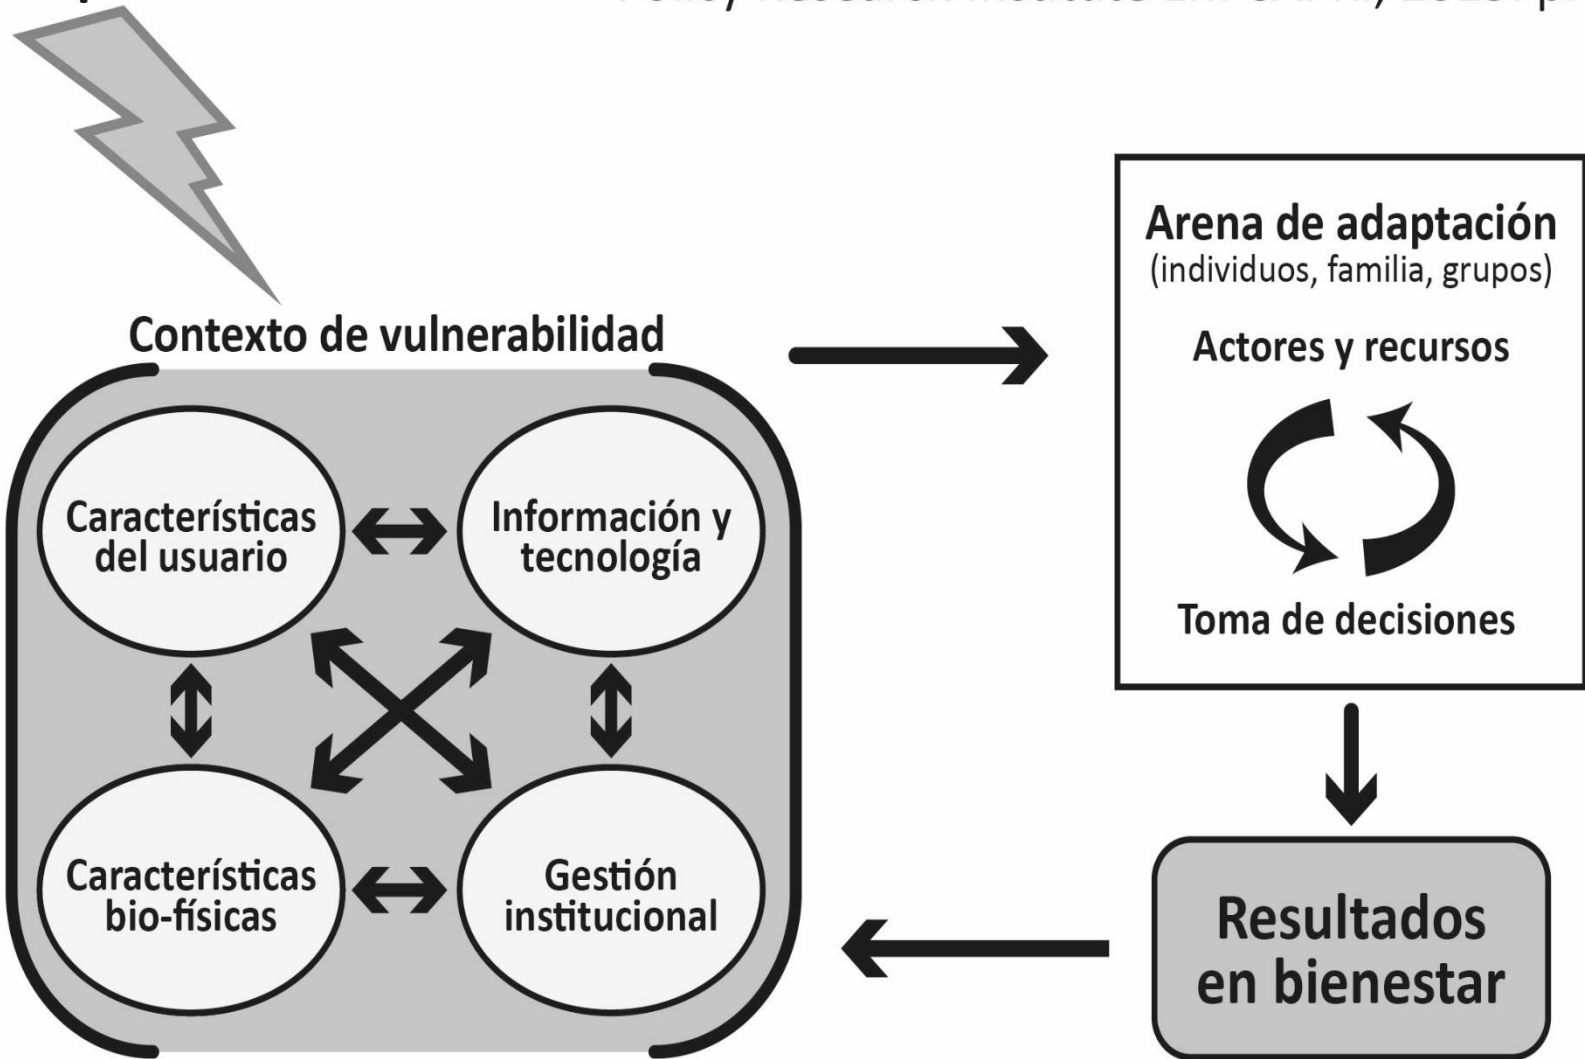 Contexto de vulnerabilidad
Características
del usuario
Información y
tecnología
Características
bio-físicas
Gestión
institucional
Arena de adaptación
(individuos, familia, grupos)
Actores y recursos
Toma de decisiones
Resultados
en bienestar